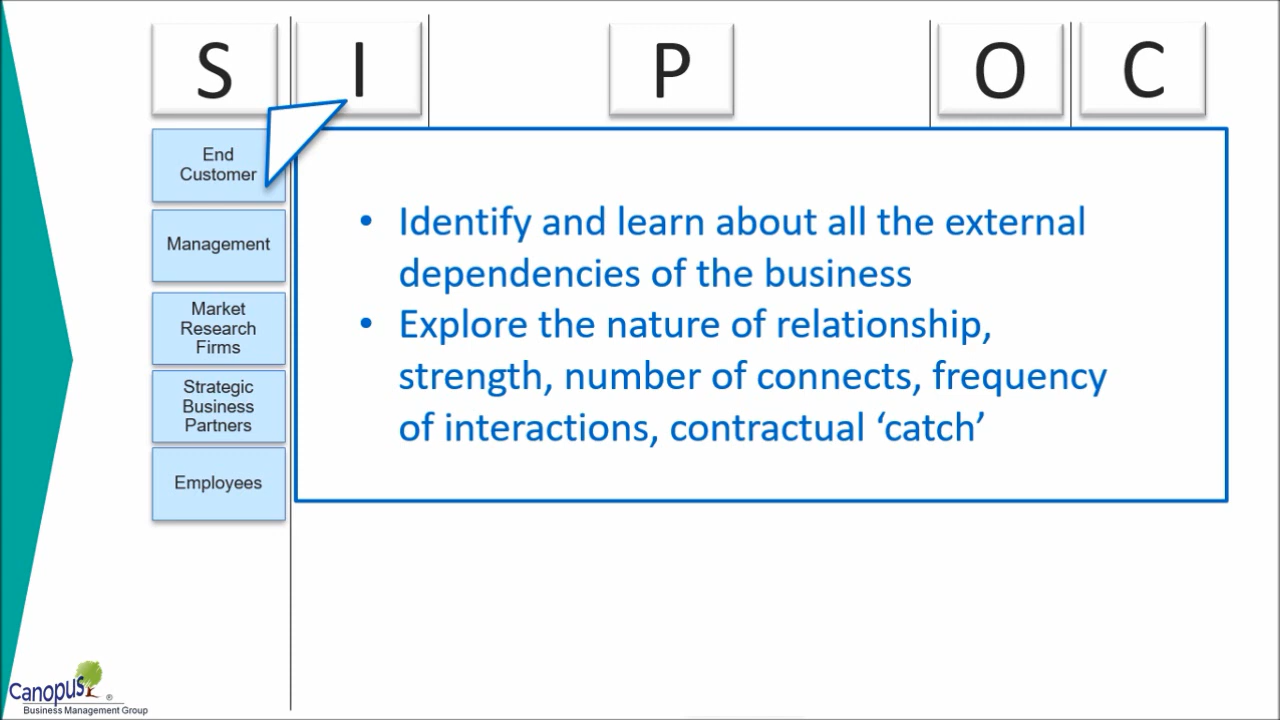 S I P O C
End
Customer
Management
Market
Research
Firms
Strategic
Business
Partners
Employees
• Identify and learn about all the external
dependencies of the business
• Explore the nature of relationship,
strength, number of connects, frequency
of interactions, contractual ‘catch’
Canopus®
Business Management Group